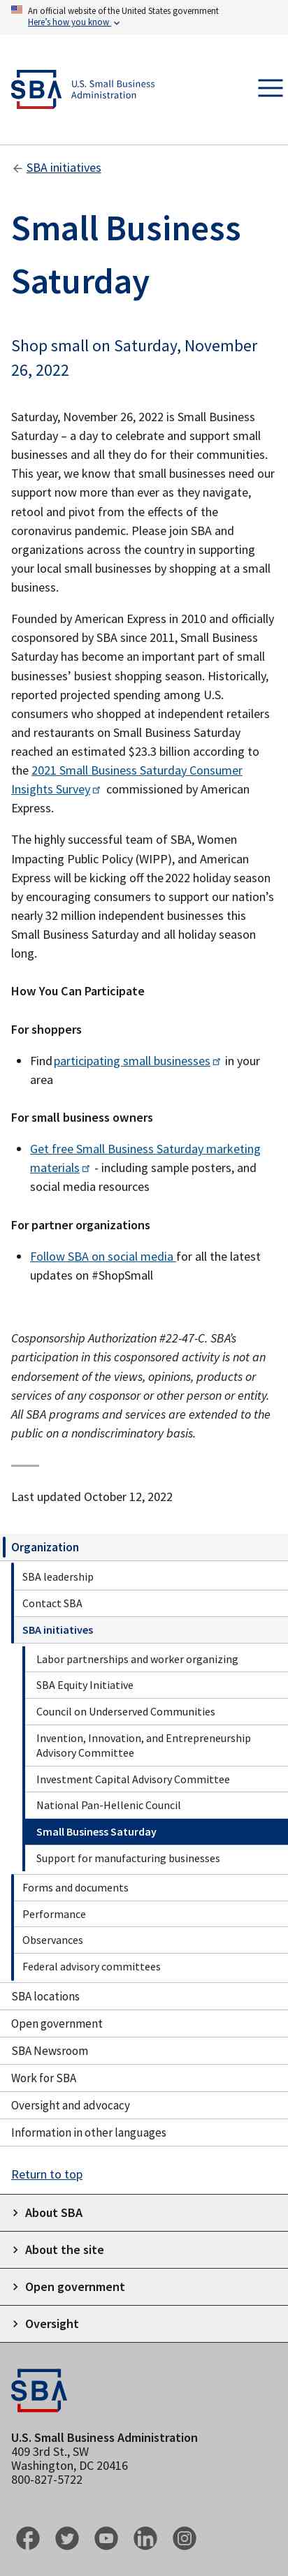 An official website of the United States government
Here's how you know
SBA U.S. Small Business
Administration
SBA initiatives
Small Business
Saturday
Shop small on Saturday, November
26, 2022
Saturday, November 26, 2022 is Small Business
Saturday – a day to celebrate and support small
businesses and all they do for their communities.
This year, we know that small businesses need our
support now more than ever as they navigate,
retool and pivot from the effects of the
coronavirus pandemic. Please join SBA and
organizations across the country in supporting
your local small businesses by shopping at a small
business.
Founded by American Express in 2010 and officially
cosponsored by SBA since 2011, Small Business
Saturday has become an important part of small
businesses' busiest shopping season. Historically,
reported projected spending among U.S.
consumers who shopped at independent retailers
and restaurants on Small Business Saturday
reached an estimated $23.3 billion according to
the 2021 Small Business Saturday Consumer
Insights Survey commissioned by American
Express.
The highly successful team of SBA, Women
Impacting Public Policy (WIPP), and American
Express will be kicking off the 2022 holiday season
by encouraging consumers to support our nation's
nearly 32 million independent businesses this
Small Business Saturday and all holiday season
long.
How You Can Participate
For shoppers
• Find participating small businesses in your
area
For small business owners
• Get free Small Business Saturday marketing
materials - including sample posters, and
social media resources
For partner organizations
• Follow SBA on social media for all the latest
updates on #ShopSmall
Cosponsorship Authorization #22-47-C. SBA's
participation in this cosponsored activity is not an
endorsement of the views, opinions, products or
services of any cosponsor or other person or entity.
All SBA programs and services are extended to the
public on a nondiscriminatory basis.
Last updated October 12, 2022
Organization
SBA leadership
Contact SBA
SBA initiatives
Labor partnerships and worker organizing
SBA Equity Initiative
Council on Underserved Communities
Invention, Innovation, and Entrepreneurship
Advisory Committee
Investment Capital Advisory Committee
National Pan-Hellenic Council
Small Business Saturday
Support for manufacturing businesses
Forms and documents
Performance
Observances
Federal advisory committees
SBA locations
Open government
SBA Newsroom
Work for SBA
Oversight and advocacy
Information in other languages
Return to top
About SBA
About the site
Open government
Oversight
SBA
U.S. Small Business Administration
409 3rd St., SW
Washington, DC 20416
800-827-5722